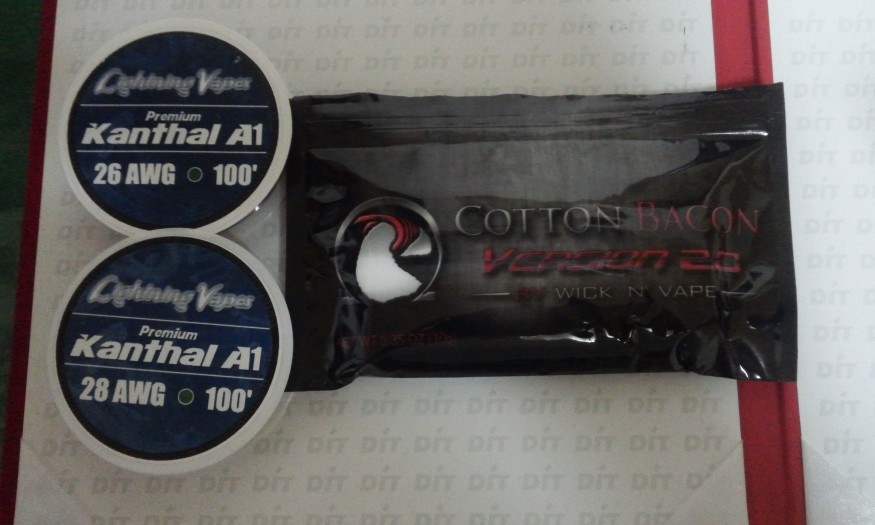 Lightning Vapes
Premium
Kanthal A1
26 AWG 100'
Lightning Vapes
Premium
Kanthal A1
28 AWG 100'
COTTON BACON
VERSION 2.0
BY WICK N' VAPE